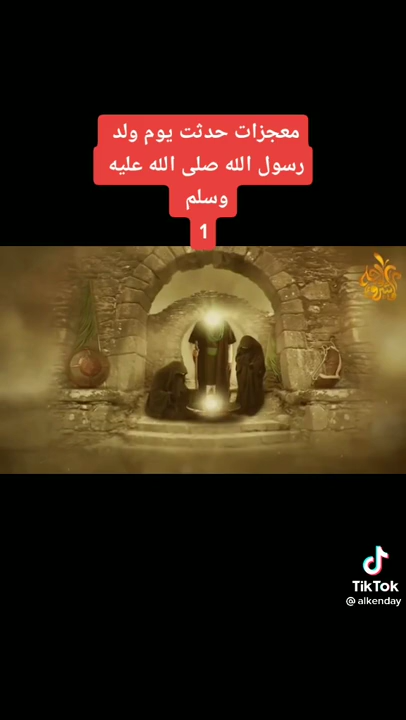 معجزات حدثت يوم ولد
رسول الله صلى الله عليه
وسلم
1
TikTok
@alkenday